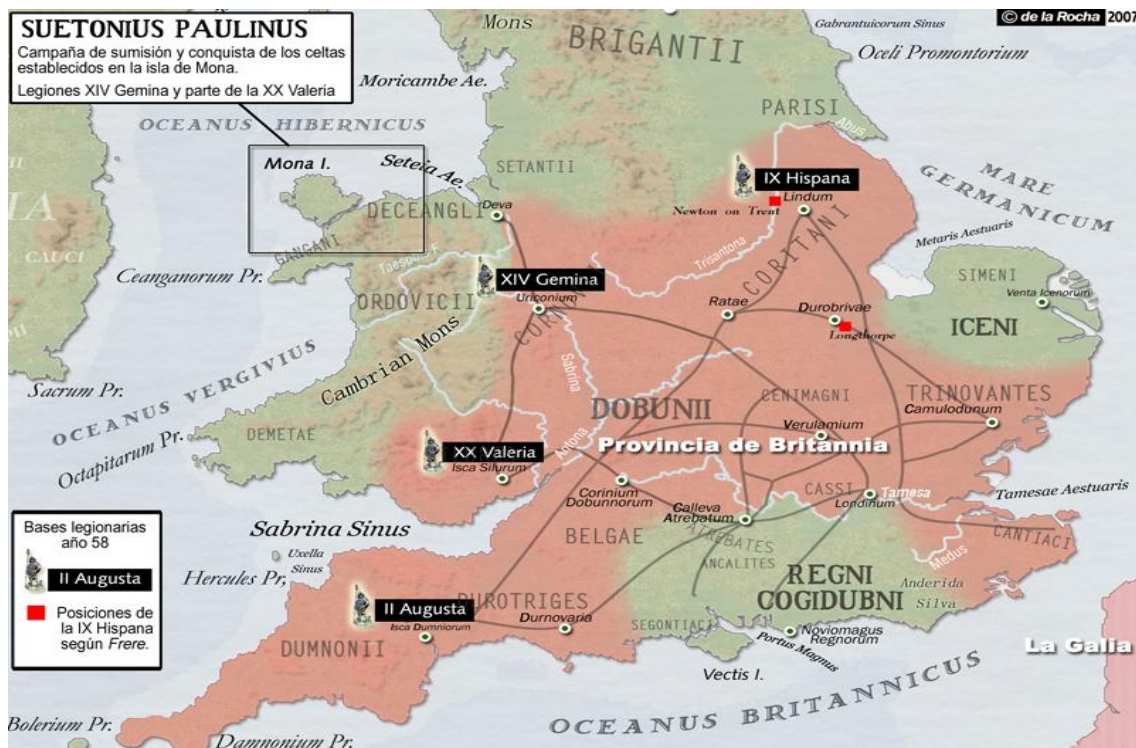 SUETONIUS PAULINUS
Campaña de sumisión y conquista de los celtas
establecidos en la isla de Mona.
Legiones XIV Gemina y parte de la XX Valeria
© de la Rocha 2007
Mons
BRIGANTII
Gabrantuicorum Sinus
Oceli Promontorium
Moricambe Ae.
PARISI
Abus
OCEANUS HIBERNICUS
Mona I.
Seteia Ae.
SETANTII
IX Hispana
Lindum
Newton on Trent
MARE
GERMANICUM
DECEANGLI
Deva
GANGANI
CAUCI
Ceanganorum Pr.
Trisantona
CORITANI
Metaris Aestuaris
SIMENI
Venta Icenorum
ICENI
XIV Gemina
Uriconium
ORDOVICII
Ratae
Durobrivae
Longthorpe
Cambrian Mons
Sacrum Pr.
OCEANUS VERGIVIUS
Sabrina
CENIMAGNI
TRINOVANTES
Camulodunum
DOBUNII
Verulamium
Provincia de Britannia
DEMETAE
Octapitarum Pr.
XX Valeria
Isca Silurum
Antona
Corinium
Dobunnorum
CASSI
Tamesa
Londinum
Tamesae Aestuaris
Calleva
Atrebatum
Sabrina Sinus
BELGAE
ATREBATES
ANCALITES
CANTIACI
Medus
Uxella
Sinus
Hercules Pr.
REGNI
COGIDUBNI
Anderida
Silva
II Augusta
Isca Dumniorum
DUROTRIGES
Durnovaria
SEGONTIACI
Noviomagus
Regnorum
Portus Magnus
DUMNONII
Vectis I.
La Galia
OCEANUS BRITANNICUS
Bolerium Pr.
Damnonium Pr.
Bases legionarias
año 58
II Augusta
Posiciones de
la IX Hispana
según Frere.